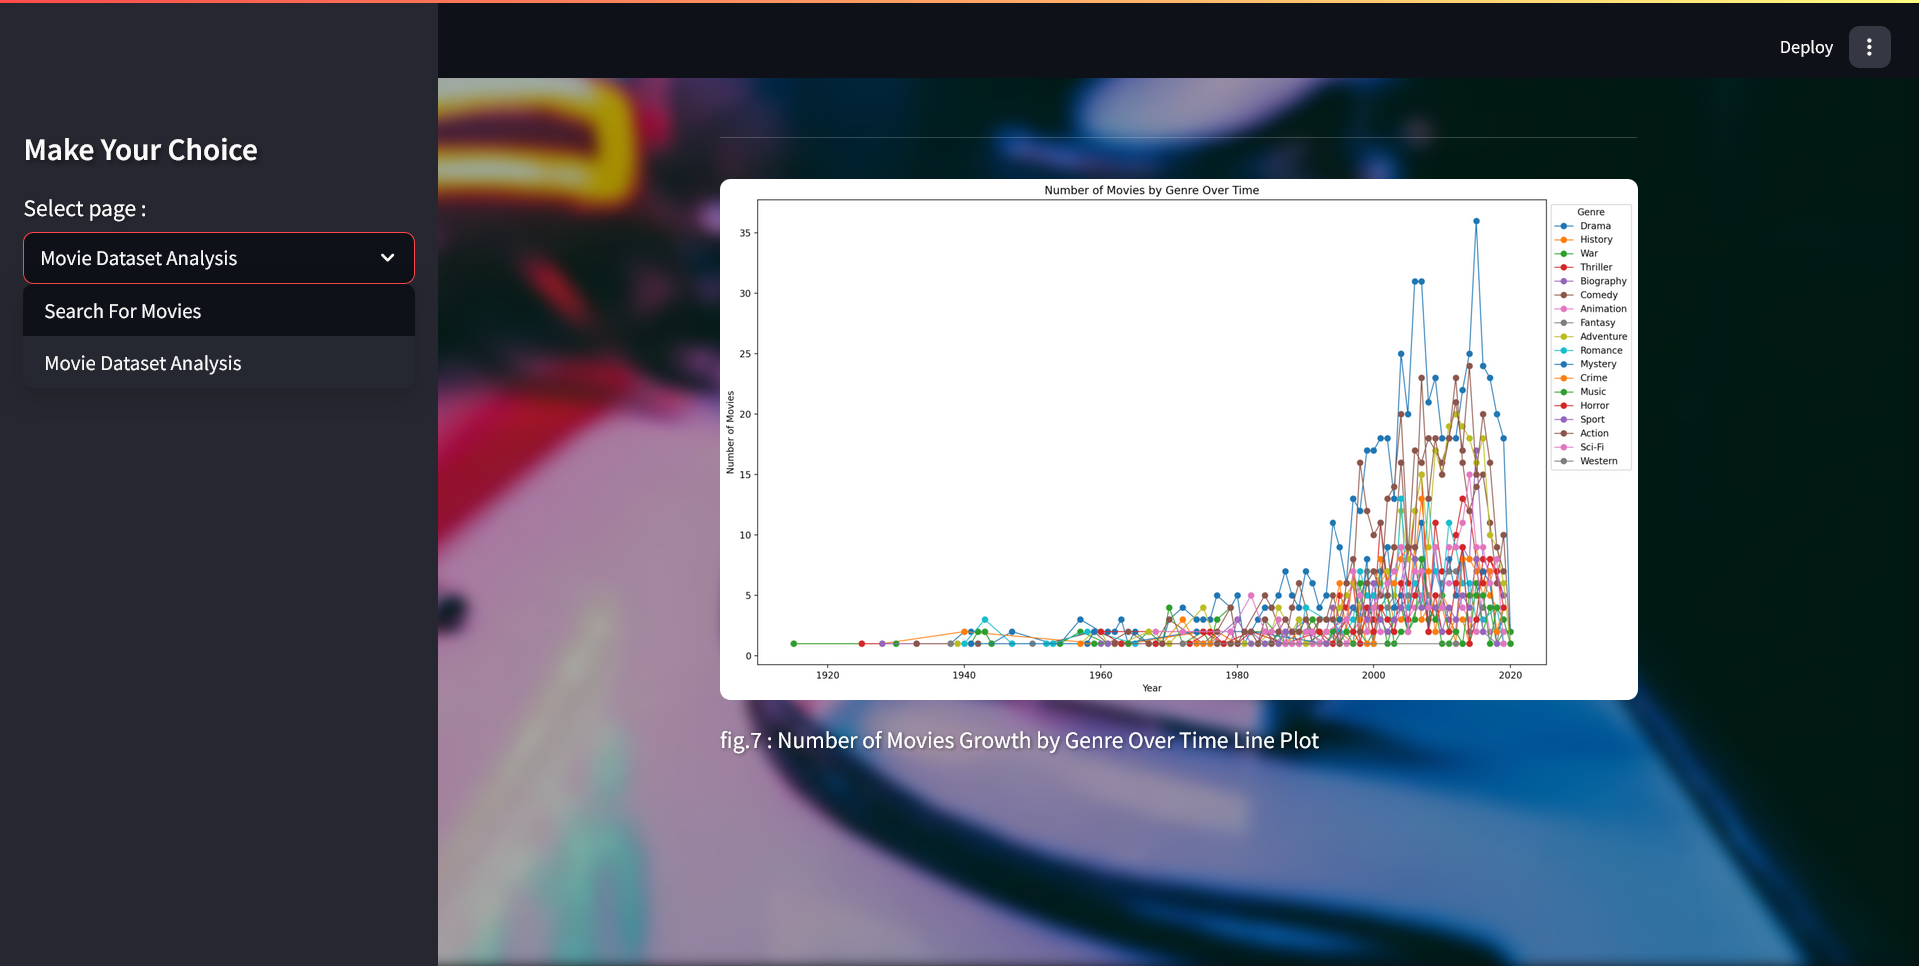 Deploy
Make Your Choice
Select page :
Movie Dataset Analysis
Search For Movies
Movie Dataset Analysis
Number of Movies by Genre Over Time
Number of Movies
35
30
25
20
15
10
5
0
1920
1940
1960
1980
2000
2020
Year
Genre
Drama
History
War
Thriller
Biography
Comedy
Animation
Fantasy
Adventure
Romance
Mystery
Crime
Music
Horror
Sport
Action
Sci-Fi
Western
fig.7 : Number of Movies Growth by Genre Over Time Line Plot